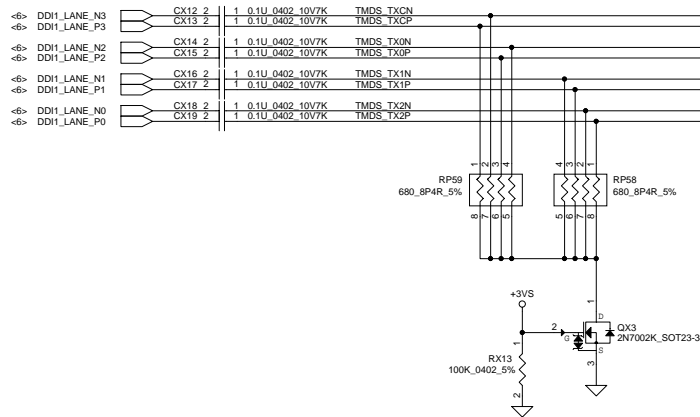 <6> DDI1_LANE_N3 CX12 2 1 0.1U_0402_10V7K TMDS_TXCN
<6> DDI1_LANE_P3 CX13 2 1 0.1U_0402_10V7K TMDS_TXCP
<6> DDI1_LANE_N2 CX14 2 1 0.1U_0402_10V7K TMDS_TX0N
<6> DDI1_LANE_P2 CX15 2 1 0.1U_0402_10V7K TMDS_TX0P
<6> DDI1_LANE_N1 CX16 2 1 0.1U_0402_10V7K TMDS_TX1N
<6> DDI1_LANE_P1 CX17 2 1 0.1U_0402_10V7K TMDS_TX1P
<6> DDI1_LANE_N0 CX18 2 1 0.1U_0402_10V7K TMDS_TX2N
<6> DDI1_LANE_P0 CX19 2 1 0.1U_0402_10V7K TMDS_TX2P
1 2 3 4
RP59
680_8P4R_5%
8 7 6 5
4 3 2 1
RP58
680_8P4R_5%
5 6 7 8
+3VS
1
D
2
G
QX3
2N7002K_SOT23-3
S
3
1
RX13
100K_0402_5%
2